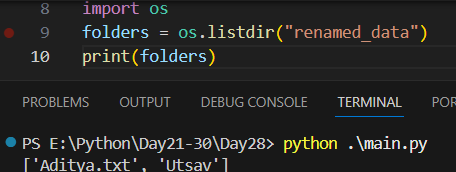 8 import os
9 folders = os.listdir("renamed_data")
10 print(folders)
PROBLEMS OUTPUT DEBUG CONSOLE TERMINAL POR
PS E:\Python\Day21-30\Day28> python .\main.py
['Aditya.txt', 'Utsav']